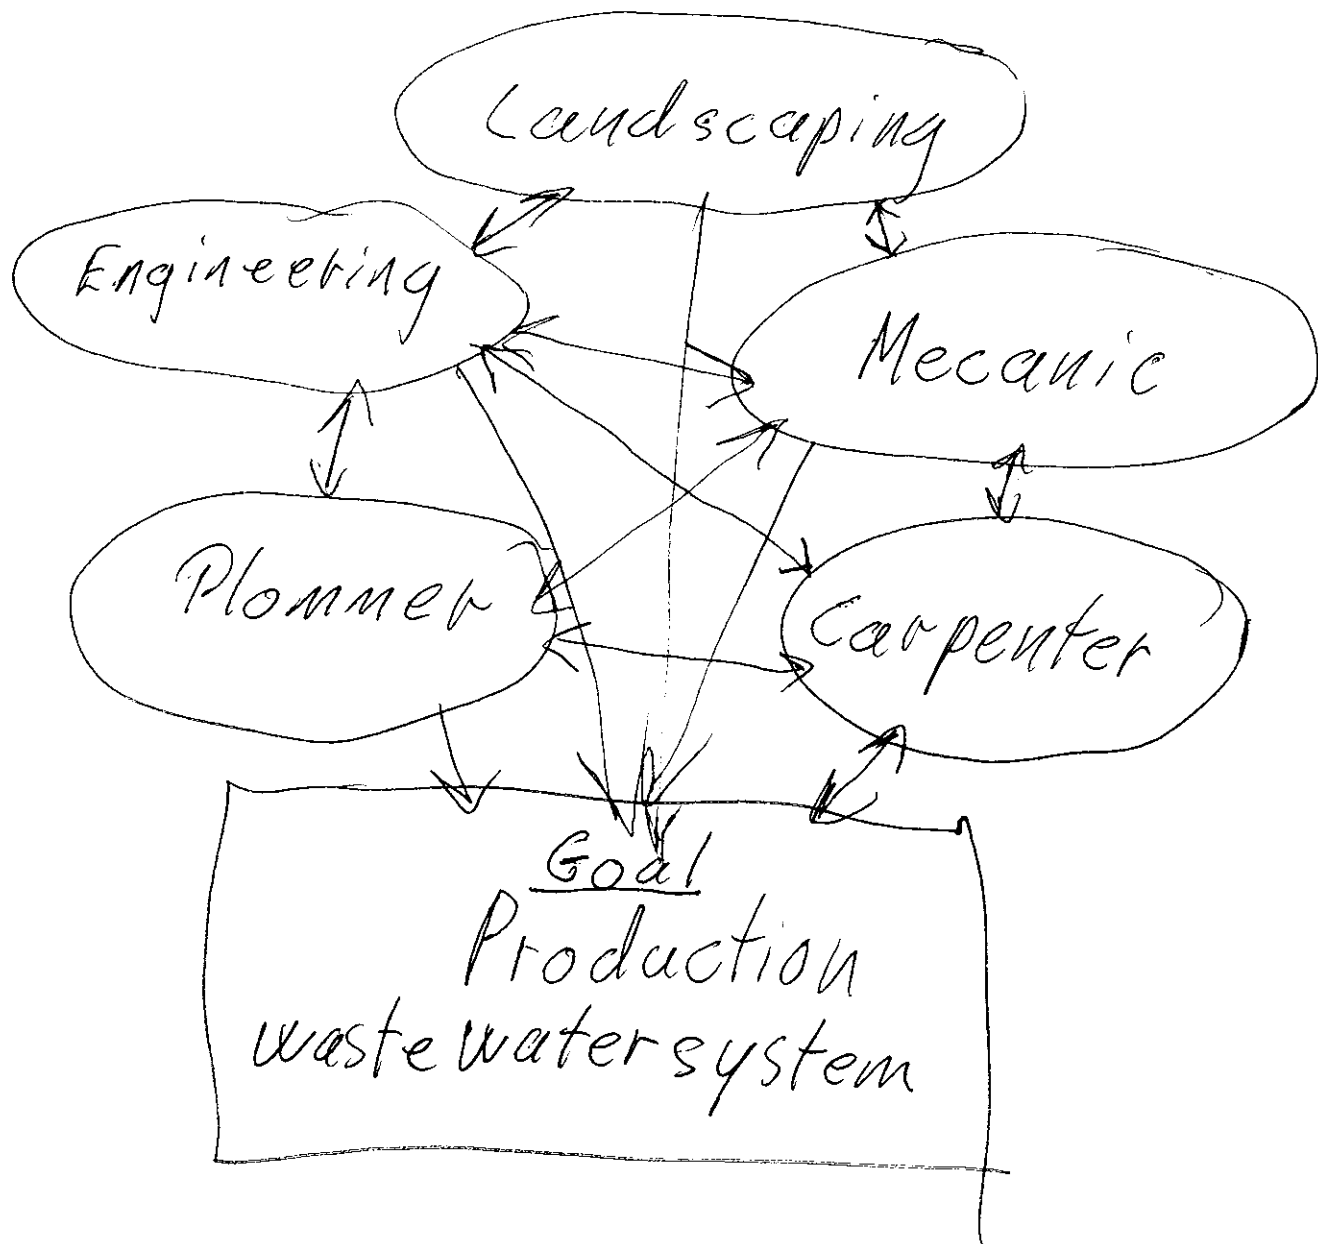 Landscaping
Engineering
Mecanic
Plommer
Carpenter
Goal
Production
wastewatersystem